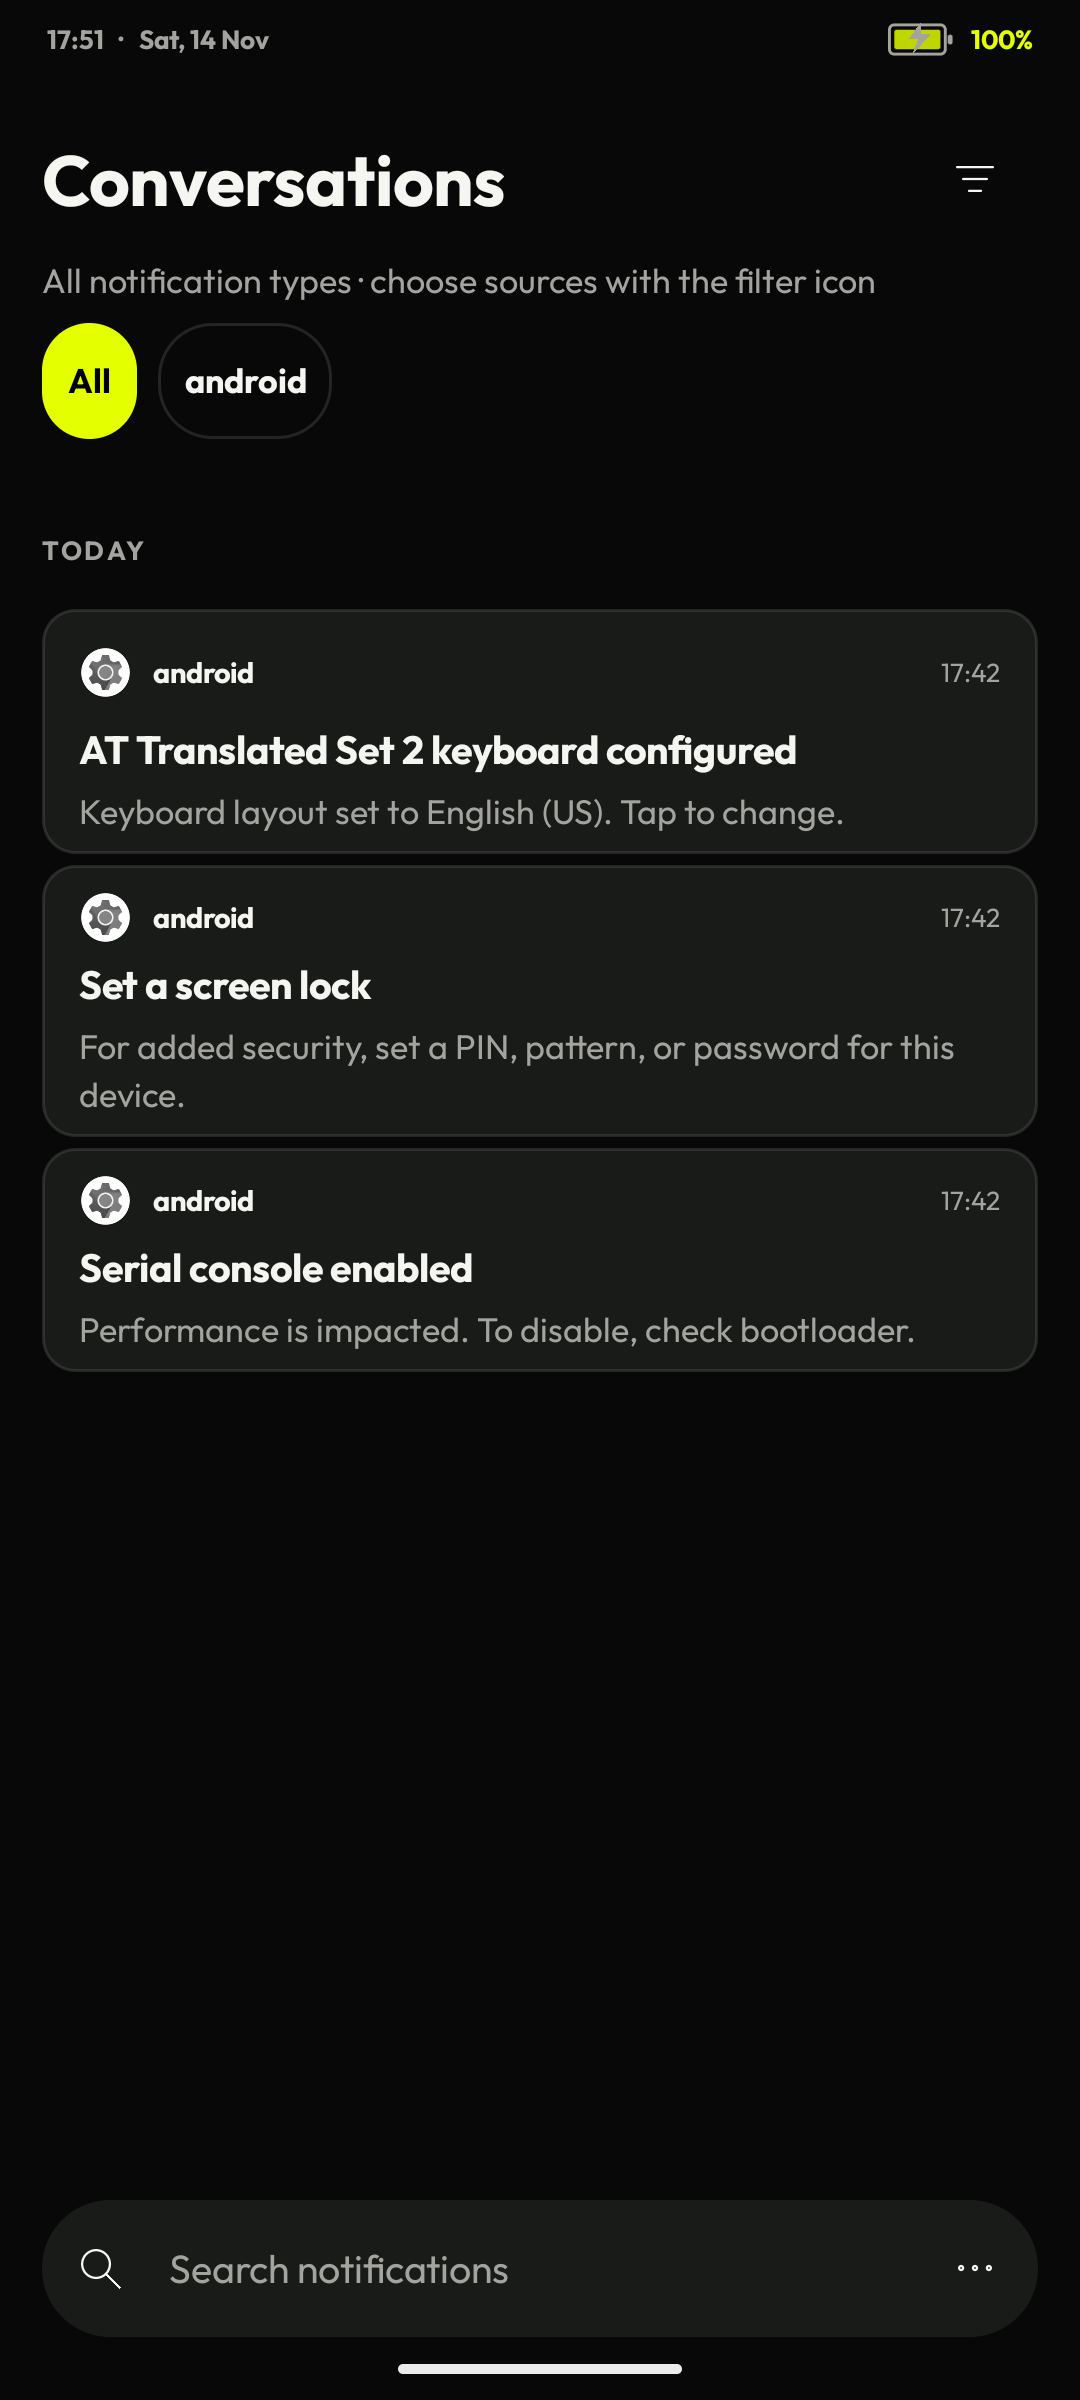 17:51 · Sat, 14 Nov 100%
Conversations
All notification types · choose sources with the filter icon
All android
TODAY
android 17:42
AT Translated Set 2 keyboard configured
Keyboard layout set to English (US). Tap to change.
android 17:42
Set a screen lock
For added security, set a PIN, pattern, or password for this
device.
android 17:42
Serial console enabled
Performance is impacted. To disable, check bootloader.
Search notifications